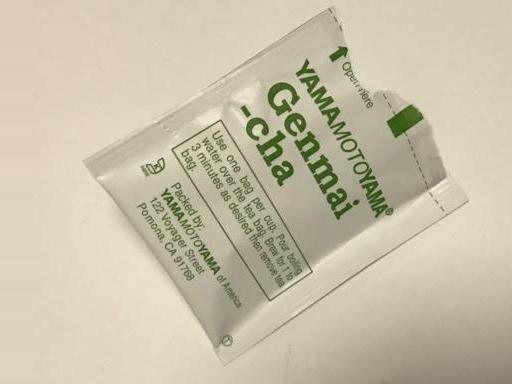 Open Here
YAMAMOTOYAMA®
Genmai
-cha
Use one bag per cup. Pour boiling
water over the tea bag. Brew for 1 to
3 minutes as desired then remove tea
bag.
Packed by:
YAMAMOTOYAMA of America
122 Voyager Street
Pomona, CA 91768